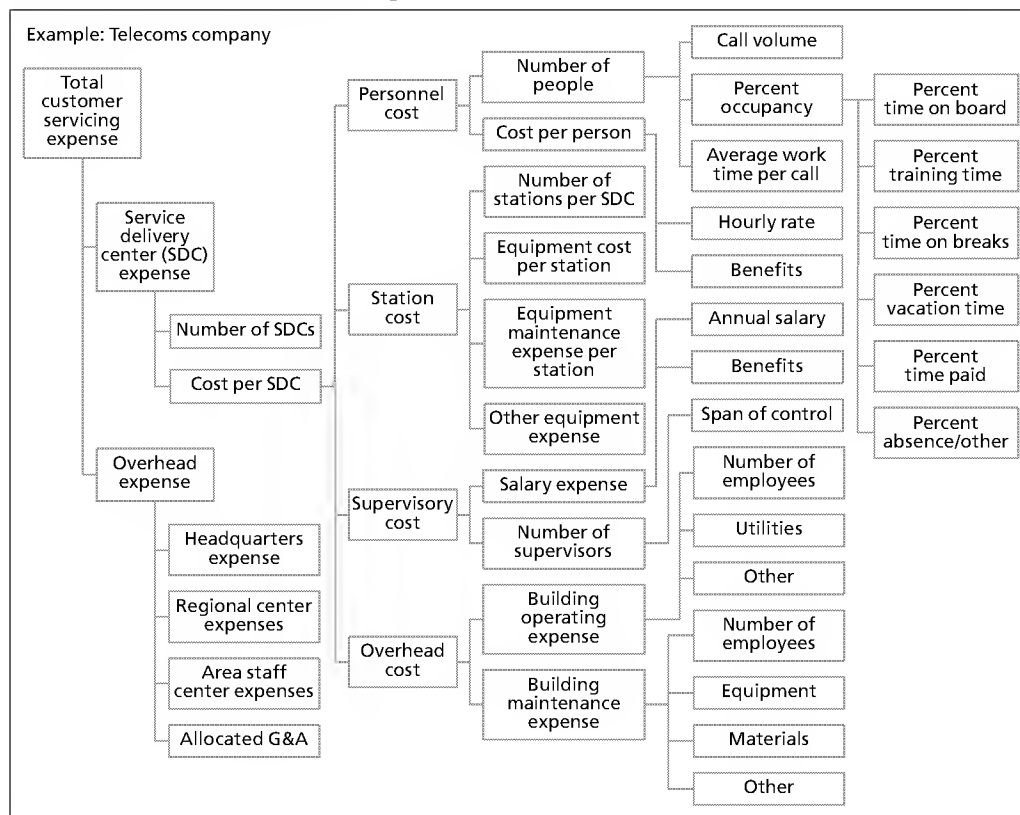 Example: Telecoms company
Total
customer
servicing
expense
Service
delivery
center (SDC)
expense
Number of SDCs
Cost per SDC
Overhead
expense
Headquarters
expense
Regional center
expenses
Area staff
center expenses
Allocated G&A
Personnel
cost
Station
cost
Supervisory
cost
Overhead
cost
Number of
people
Cost per person
Number of
stations per SDC
Equipment cost
per station
Equipment
maintenance
expense per
station
Other equipment
expense
Salary expense
Number of
supervisors
Building
operating
expense
Building
maintenance
expense
Call volume
Percent
occupancy
Average work
time per call
Hourly rate
Benefits
Annual salary
Benefits
Span of control
Number of
employees
Utilities
Other
Number of
employees
Equipment
Materials
Other
Percent
time on board
Percent
training time
Percent
time on breaks
Percent
vacation time
Percent
time paid
Percent
absence/other